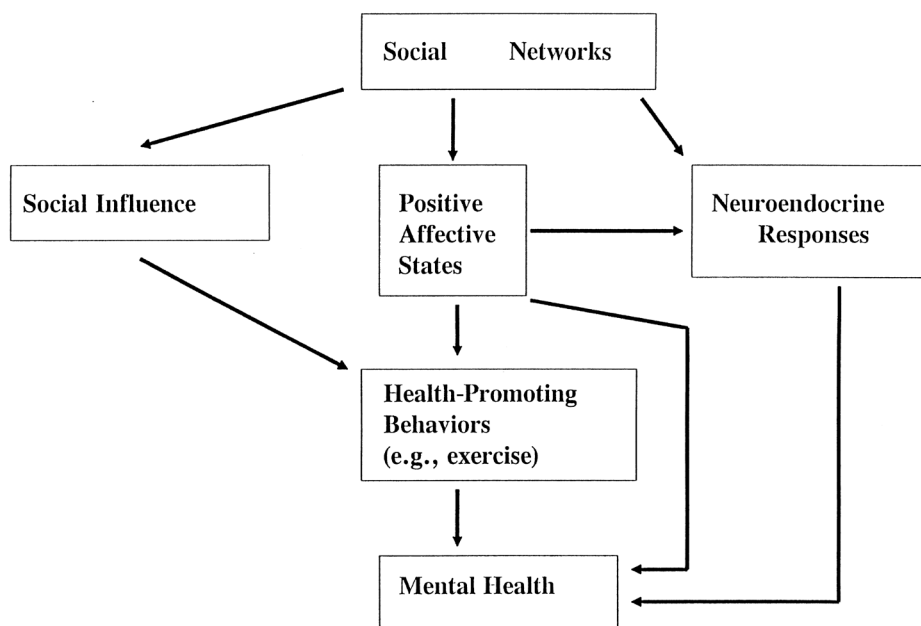 Social Networks
Social Influence
Positive
Affective
States
Neuroendocrine
Responses
Health-Promoting
Behaviors
(e.g., exercise)
Mental Health